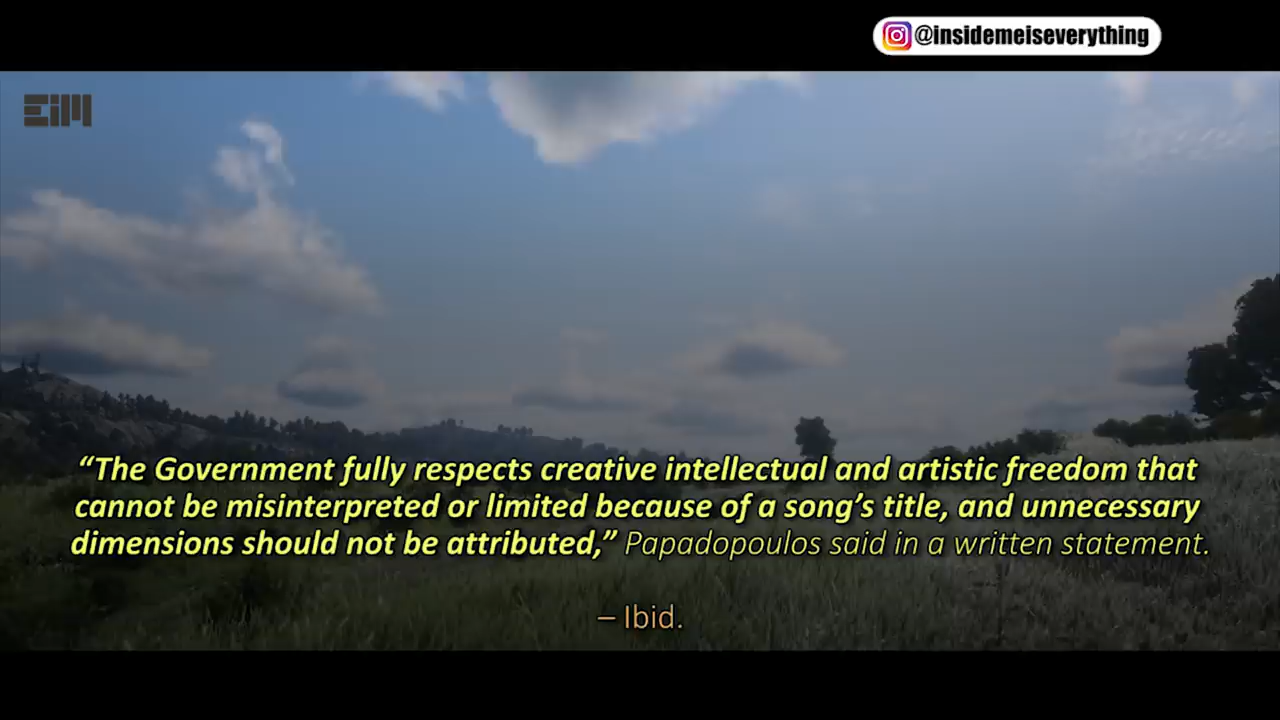 @insidemeiseverything
EiM
“The Government fully respects creative intellectual and artistic freedom that
cannot be misinterpreted or limited because of a song’s title, and unnecessary
dimensions should not be attributed,” Papadopoulos said in a written statement.
– Ibid.